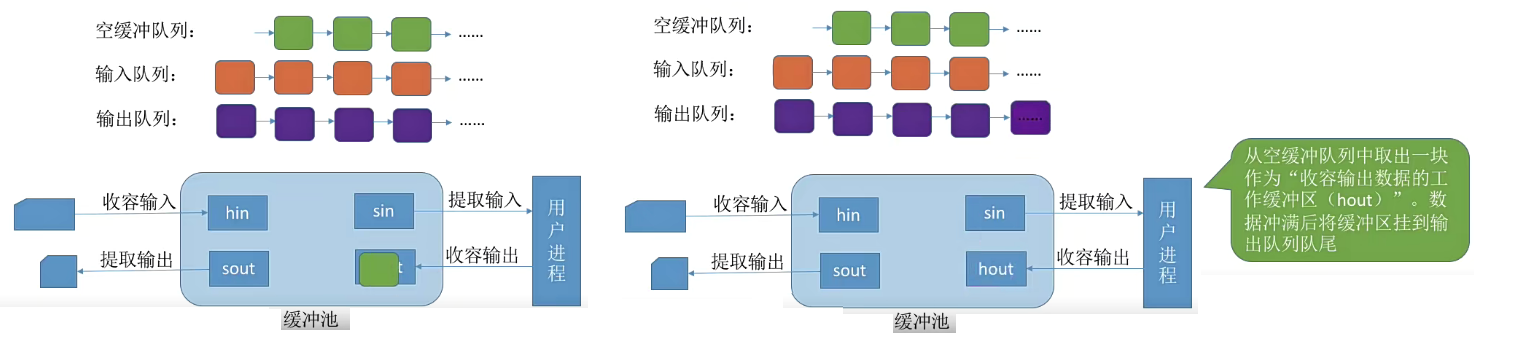 空缓冲队列： ……
输入队列： ……
输出队列： ……
收容输入
hin
sin
提取输入
用户进程
提取输出
sout
t
收容输出
缓冲池
空缓冲队列： ……
输入队列： ……
输出队列： ……
收容输入
hin
sin
提取输入
用户进程
提取输出
sout
hout
收容输出
缓冲池
从空缓冲队列中取出一块
作为“收容输出数据的工
作缓冲区（hout）”。数
据冲满后将缓冲区挂到输
出队列队尾